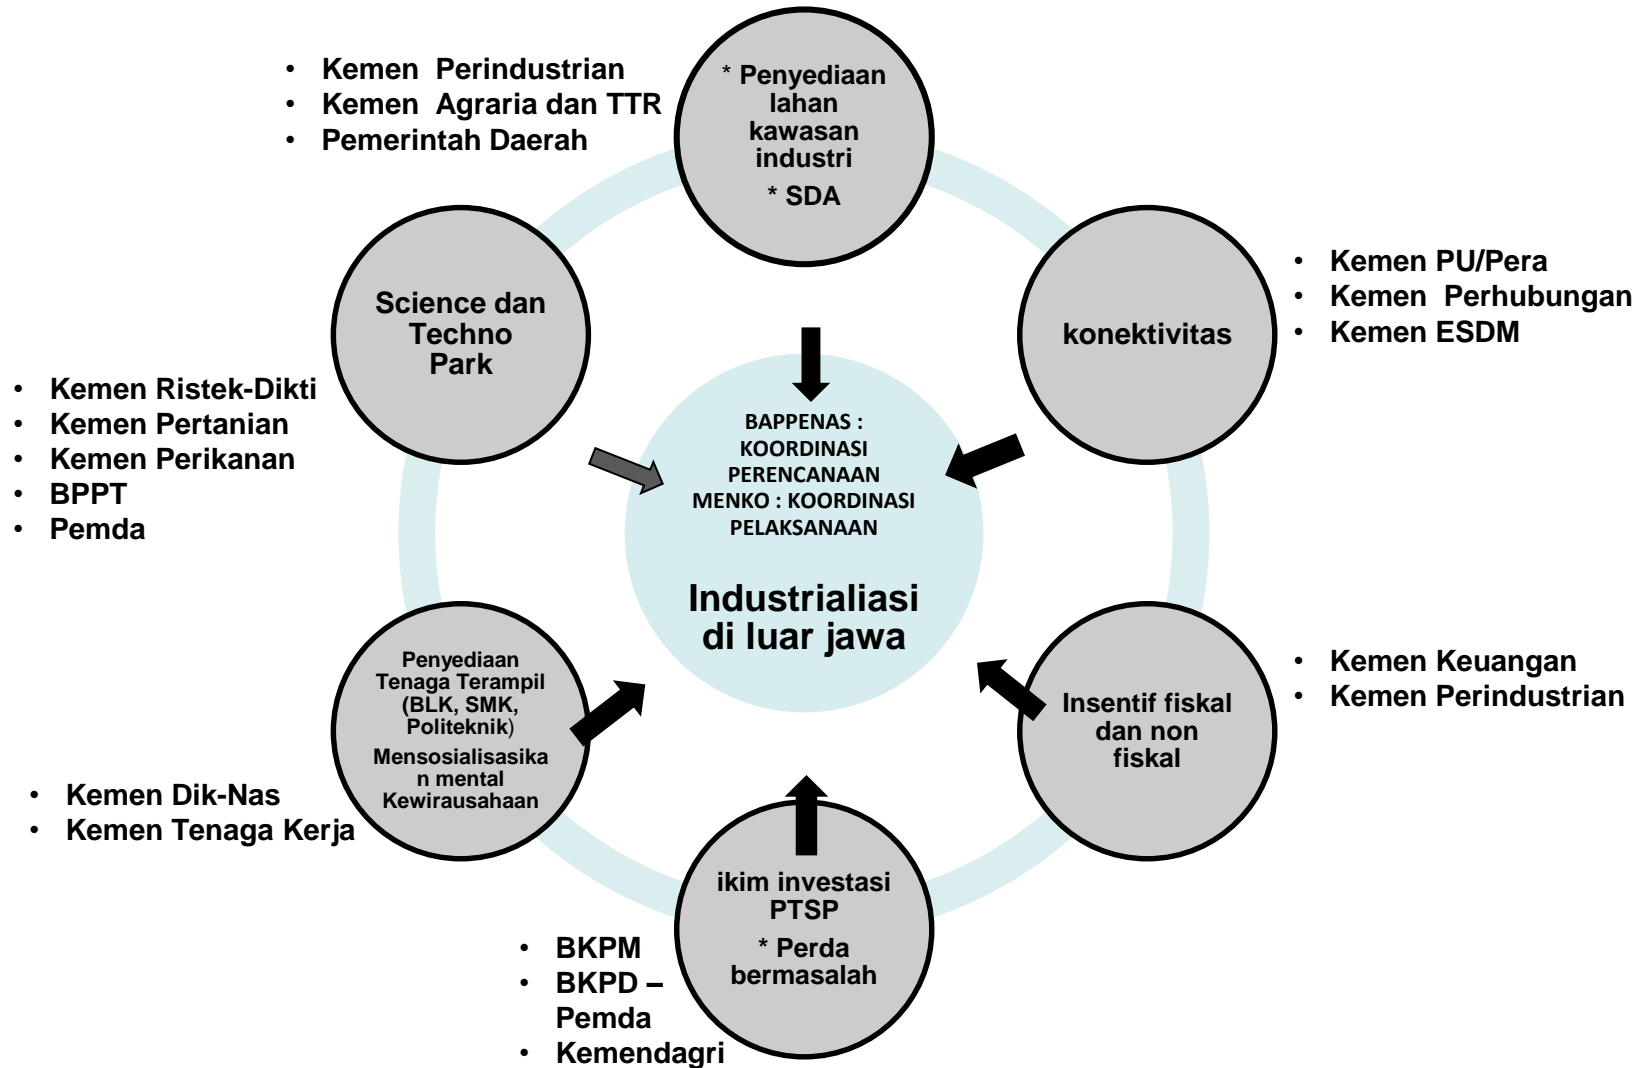 • Kemen Perindustrian
• Kemen Agraria dan TTR
• Pemerintah Daerah
* Penyediaan
lahan
kawasan
industri
* SDA
konektivitas
• Kemen PU/Pera
• Kemen Perhubungan
• Kemen ESDM
Science dan
Techno
Park
• Kemen Ristek-Dikti
• Kemen Pertanian
• Kemen Perikanan
• BPPT
• Pemda
BAPPENAS :
KOORDINASI
PERENCANAAN
MENKO : KOORDINASI
PELAKSANAAN
Industrialiasi
di luar jawa
Insentif fiskal
dan non
fiskal
• Kemen Keuangan
• Kemen Perindustrian
Penyediaan
Tenaga Terampil
(BLK, SMK,
Politeknik)
Mensosialisasika
n mental
Kewirausahaan
• Kemen Dik-Nas
• Kemen Tenaga Kerja
ikim investasi
PTSP
* Perda
bermasalah
• BKPM
• BKPD –
Pemda
• Kemendagri